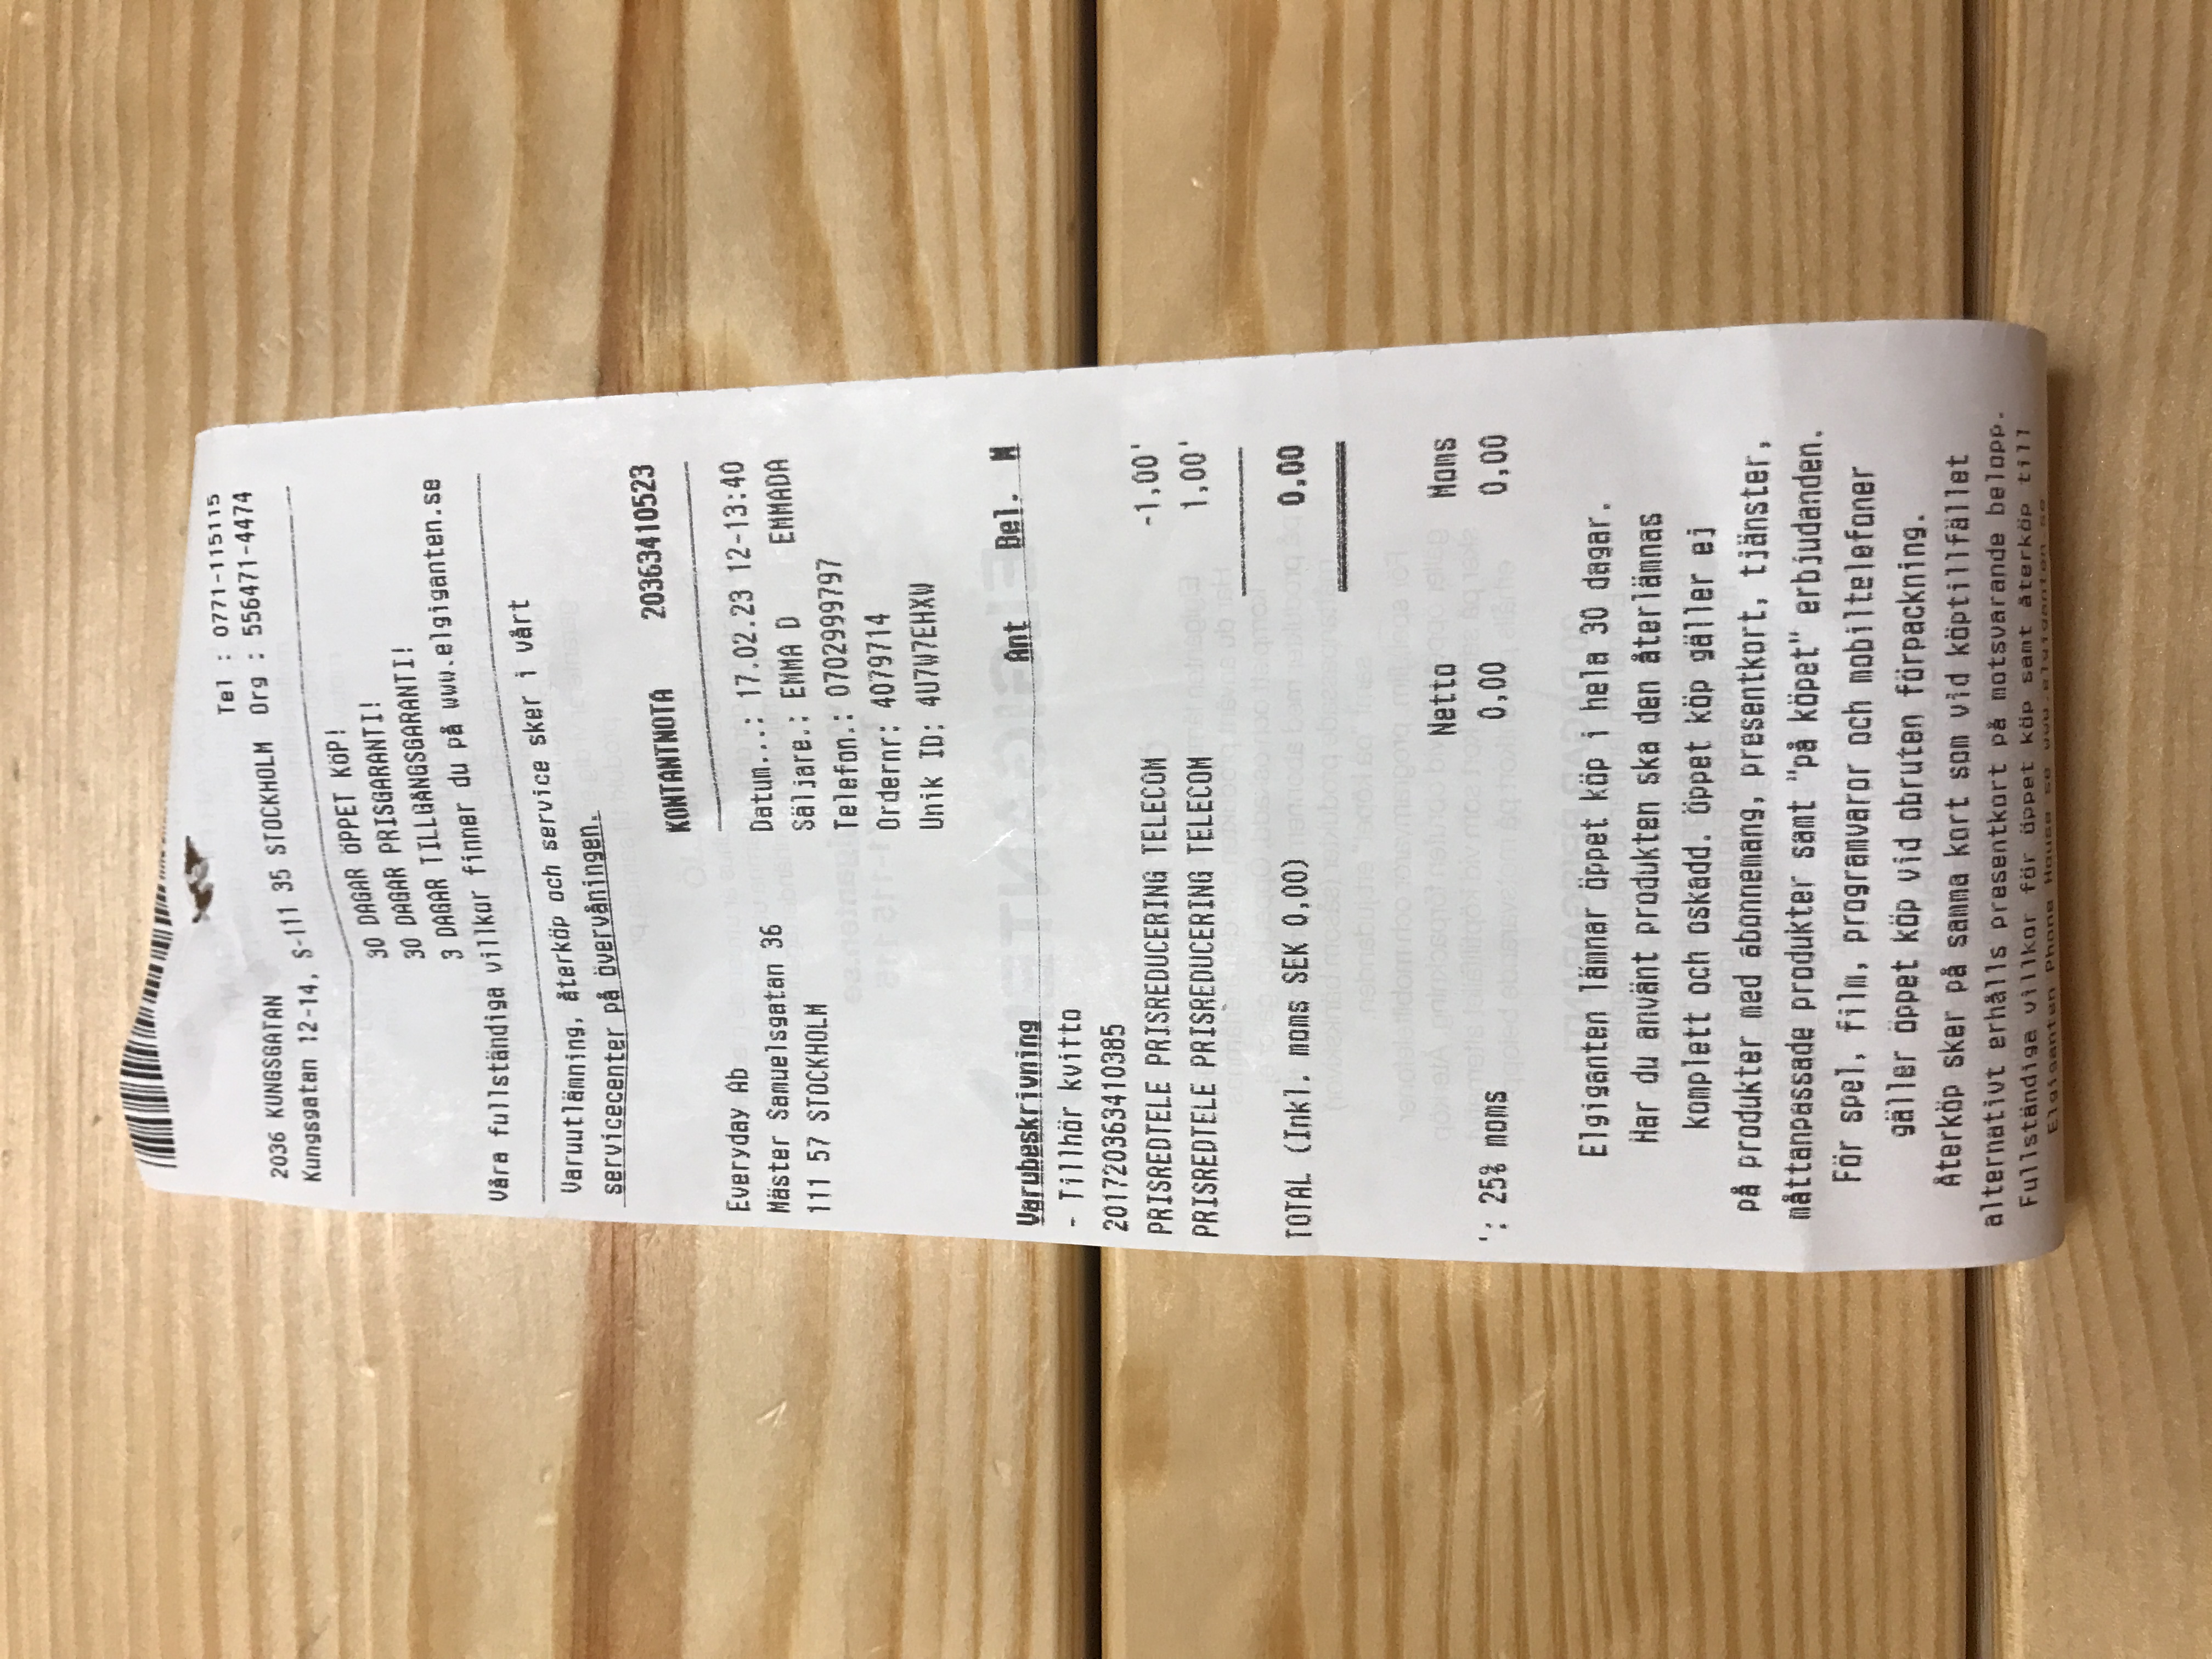 Tel : 0771-115115
2036 KUNGSGATAN
Kungsgatan 12-14, S-111 35 STOCKHOLM Org : 556471-4474
30 DAGAR ÖPPET KÖP!
30 DAGAR PRISGARANTI!
3 DAGAR TILLGÅNGSGARANTI!
Våra fullständiga villkor finner du på www.elgiganten.se
Varuutlämning, återköp och service sker i vårt
servicecenter på övervåningen.
KONTANTNOTA 20363410523
Everyday Ab
Mäster Samuelsgatan 36
111 57 STOCKHOLM
Datum...: 17.02.23 12-13:40
Säljare.: EMMA D EMMADA
Telefon.: 0702999797
Ordernr: 4079714
Unik ID: 4U7W7EHXW
Varubeskrivning Ant Bel. M
- Tillhör kvitto
201720363410385
PRISREDTELE PRISREDUCERING TELECOM -1,00'
PRISREDTELE PRISREDUCERING TELECOM 1,00'
TOTAL (Inkl. moms SEK 0,00) 0,00
Netto Moms
': 25% moms 0,00 0,00
Elgiganten lämnar öppet köp i hela 30 dagar.
Har du använt produkten ska den återlämnas
komplett och oskadd. Öppet köp gäller ej
på produkter med abonnemang, presentkort, tjänster,
måttanpassade produkter samt "på köpet" erbjudanden.
För spel, film, programvaror och mobiltelefoner
gäller öppet köp vid obruten förpackning.
Återköp sker på samma kort som vid köptillfället
alternativt erhålls presentkort på motsvarande belopp.
Fullständiga villkor för öppet köp samt återköp till
Elgiganten Phone House se www.elgiganten.se